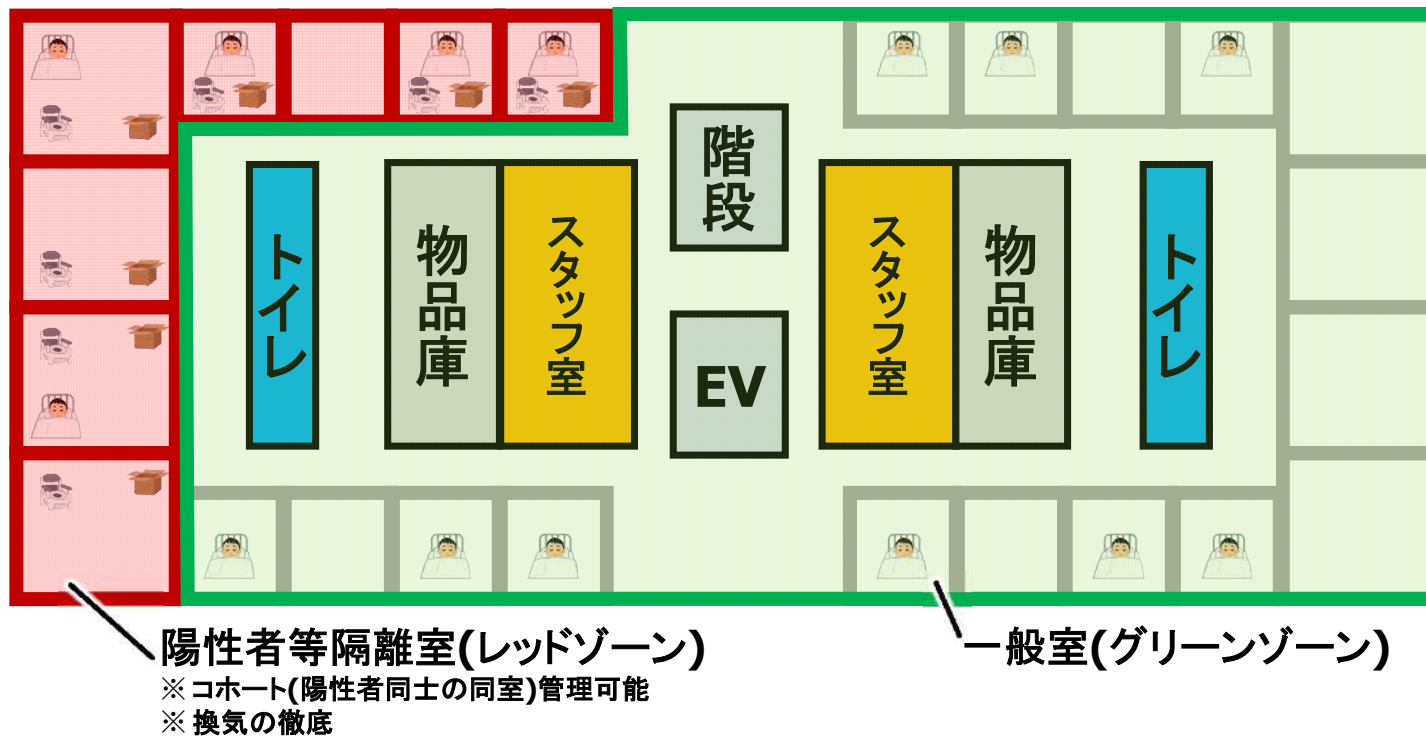 階段
トイレ
物品庫
スタッフ室
EV
スタッフ室
物品庫
トイレ
陽性者等隔離室(レッドゾーン)
※コホート(陽性者同士の同室)管理可能
※換気の徹底
一般室(グリーンゾーン)